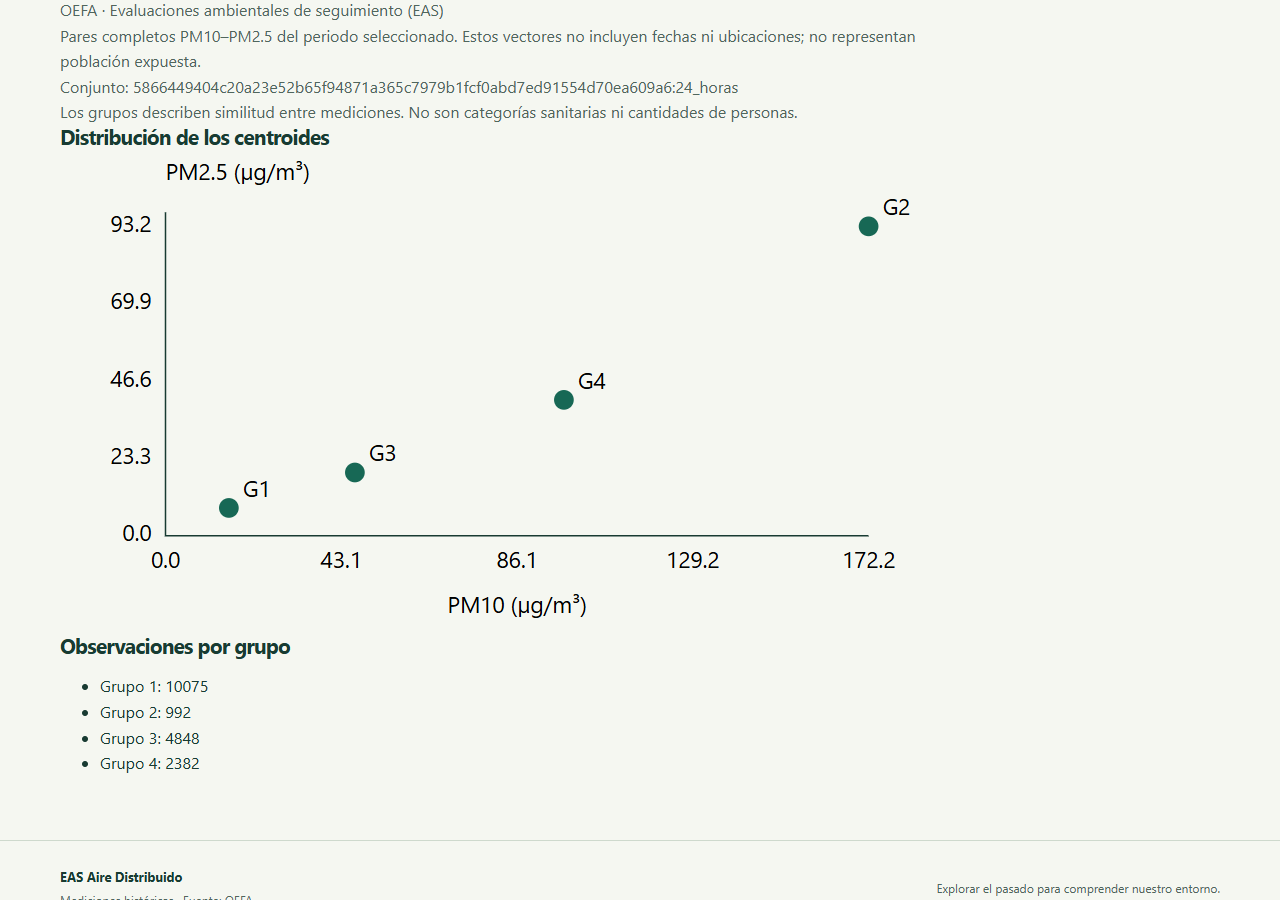 OEFA · Evaluaciones ambientales de seguimiento (EAS)
Pares completos PM10–PM2.5 del periodo seleccionado. Estos vectores no incluyen fechas ni ubicaciones; no representan
población expuesta.
Conjunto: 5866449404c20a23e52b65f94871a365c7979b1fcf0abd7ed91554d70ea609a6:24_horas
Los grupos describen similitud entre mediciones. No son categorías sanitarias ni cantidades de personas.
Distribución de los centroides
PM2.5 (µg/m³)
93.2
69.9
46.6
23.3
0.0
G2
G4
G3
G1
0.0 43.1 86.1 129.2 172.2
PM10 (µg/m³)
Observaciones por grupo
Grupo 1: 10075
Grupo 2: 992
Grupo 3: 4848
Grupo 4: 2382
EAS Aire Distribuido
Mediciones históricas · Fuente: OEFA
Explorar el pasado para comprender nuestro entorno.